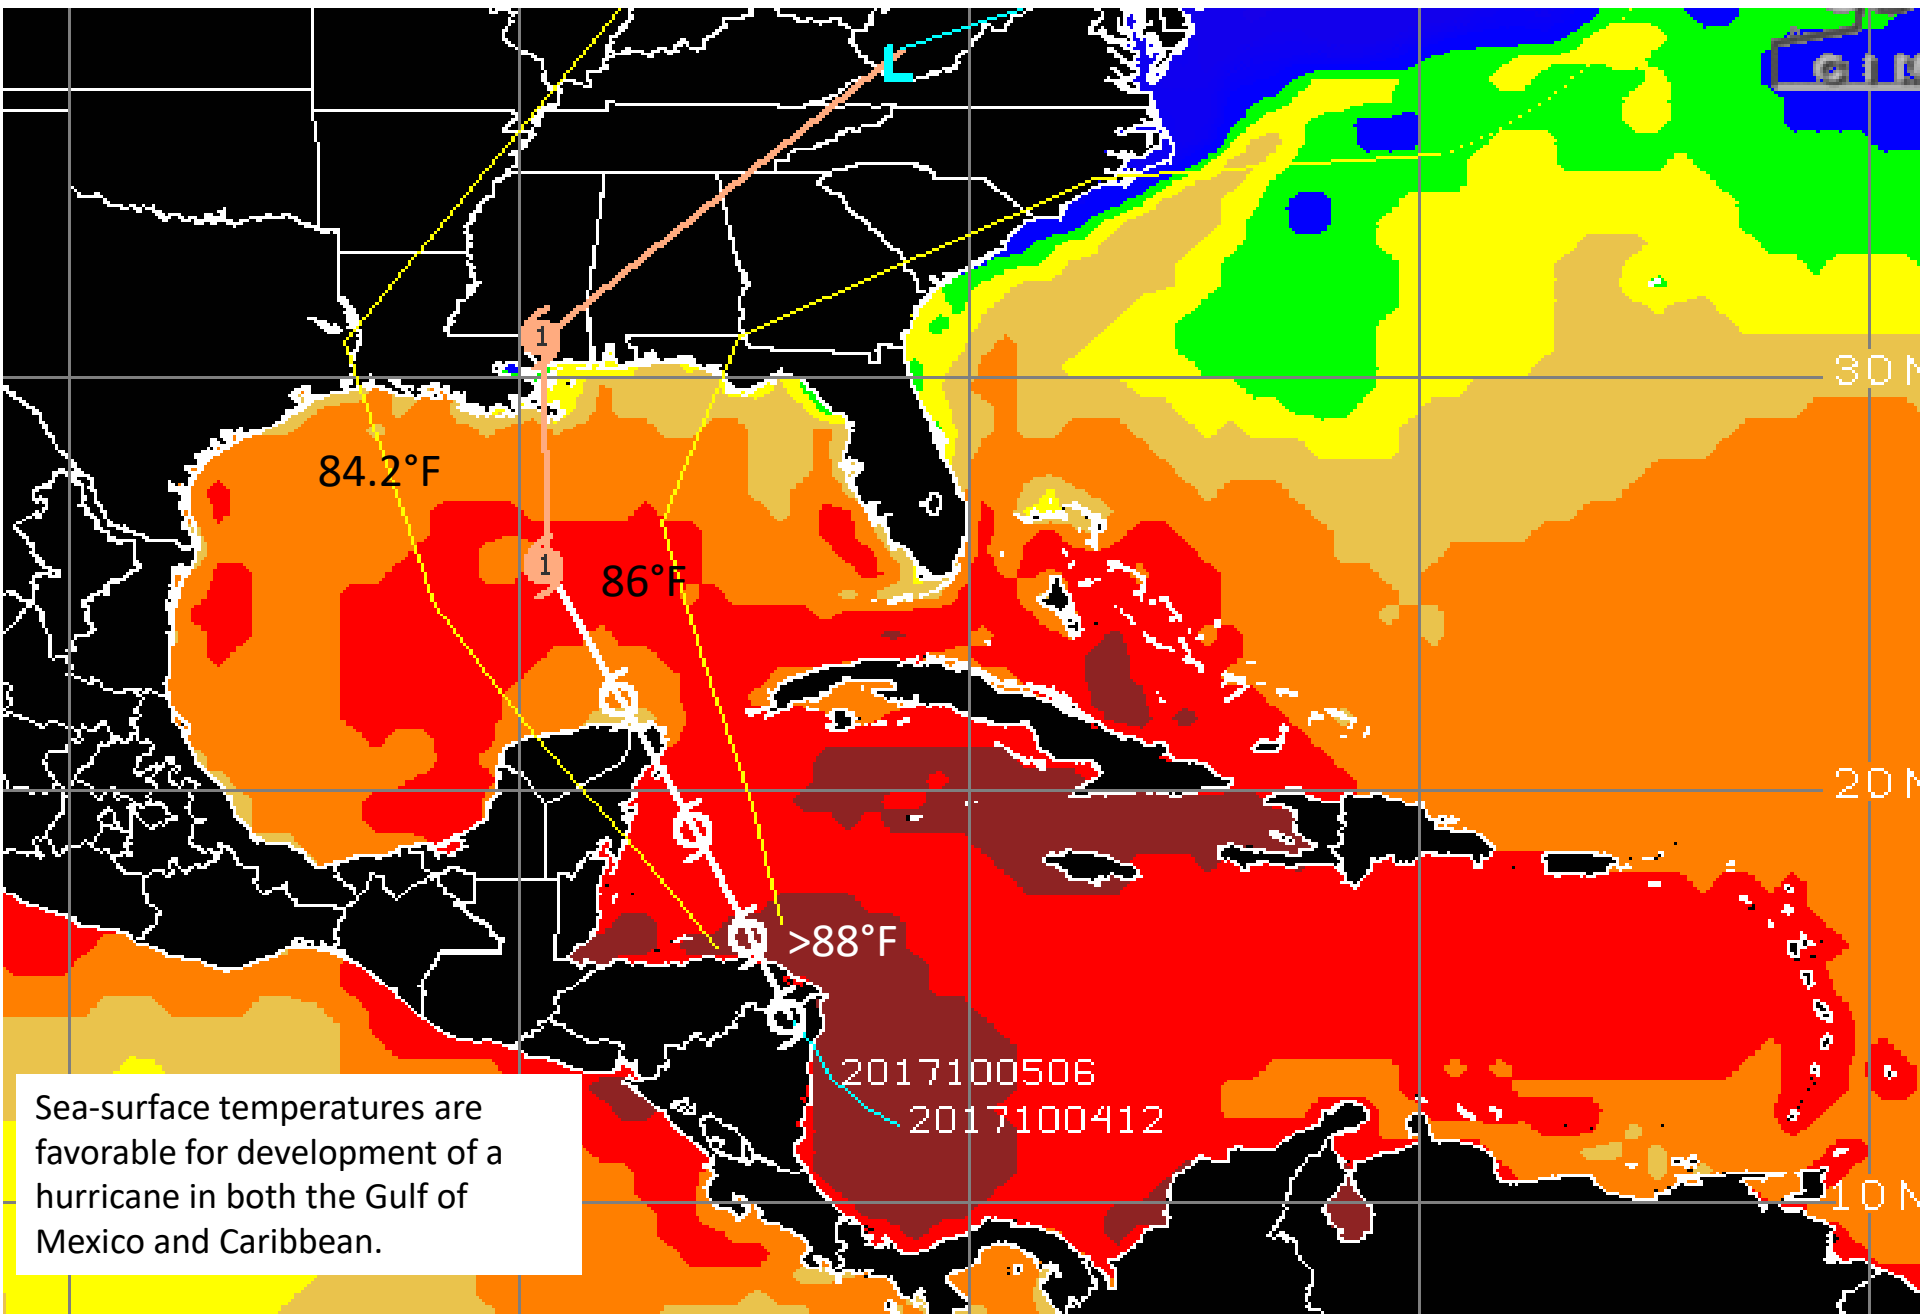 L
1
30 N
84.2°F
1
86°F
20 N
>88°F
2017100506
2017100412
10 N
Sea-surface temperatures are
favorable for development of a
hurricane in both the Gulf of
Mexico and Caribbean.